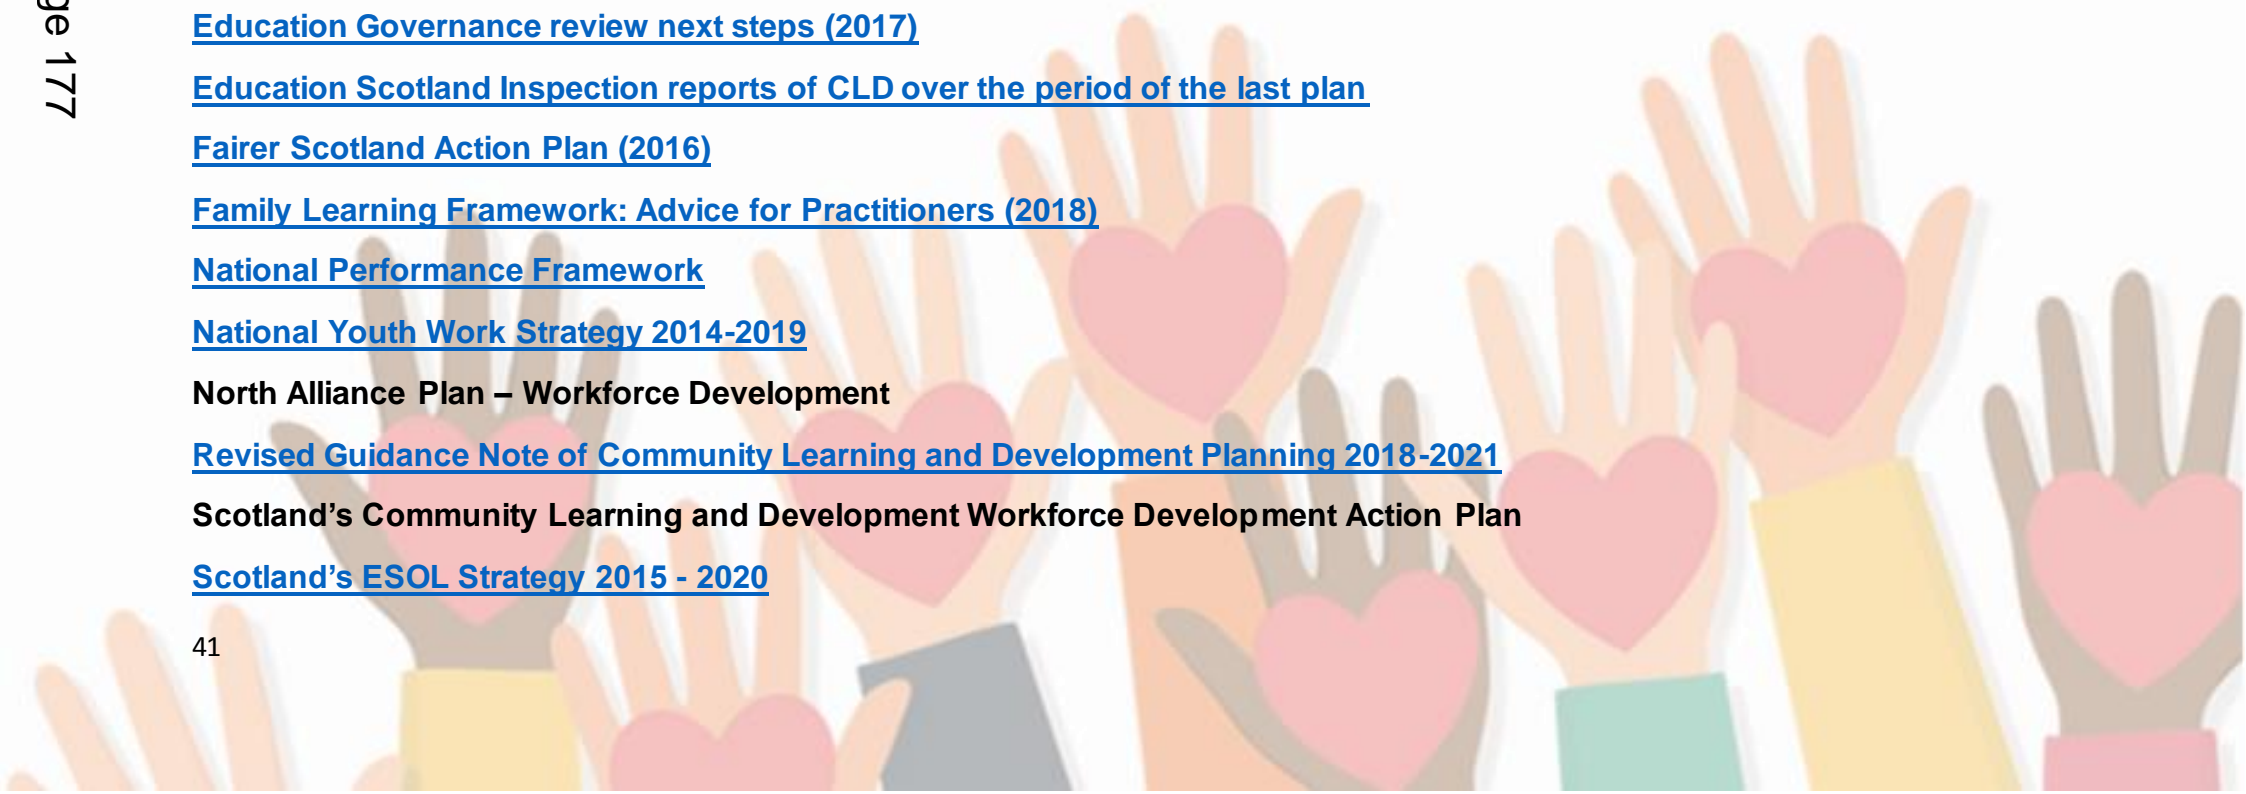 ge 177
Education Governance review next steps (2017)
Education Scotland Inspection reports of CLD over the period of the last plan
Fairer Scotland Action Plan (2016)
Family Learning Framework: Advice for Practitioners (2018)
National Performance Framework
National Youth Work Strategy 2014-2019
North Alliance Plan – Workforce Development
Revised Guidance Note of Community Learning and Development Planning 2018-2021
Scotland’s Community Learning and Development Workforce Development Action Plan
Scotland’s ESOL Strategy 2015 - 2020
41